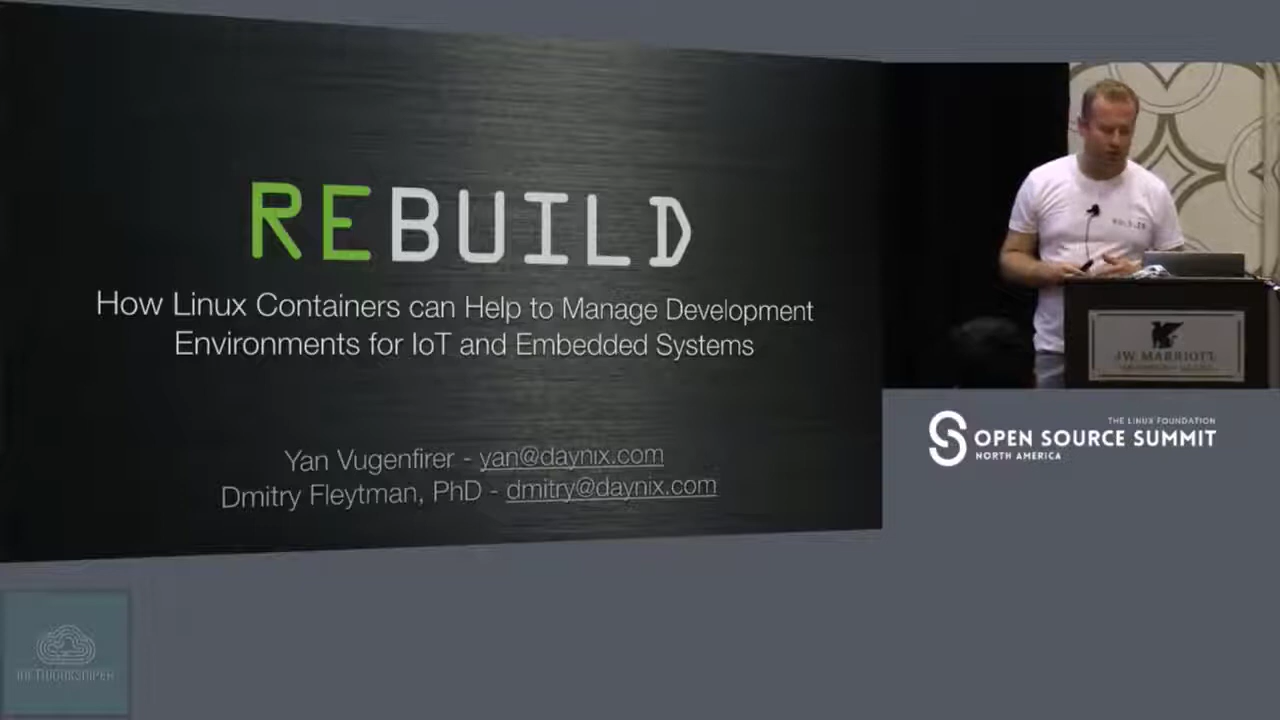 REBUILD
How Linux Containers can Help to Manage Development
Environments for IoT and Embedded Systems
Yan Vugenfirer - yan@daynix.com
Dmitry Fleytman, PhD - dmitry@daynix.com
JW MARRIOTT
THE LINUX FOUNDATION
OPEN SOURCE SUMMIT
NORTH AMERICA